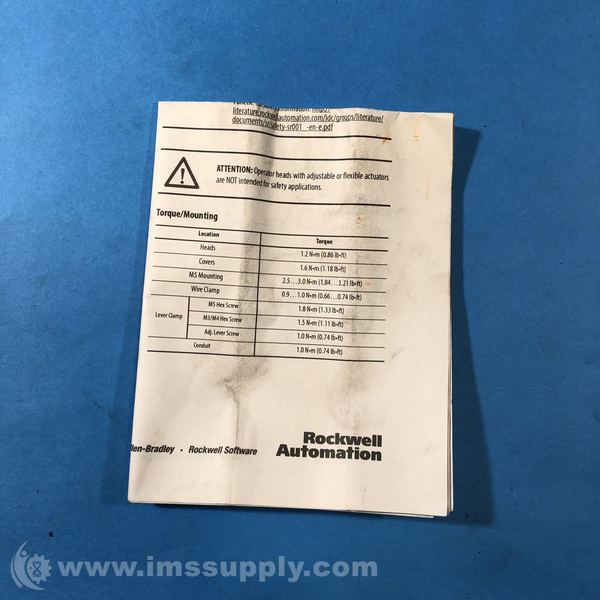 literature.rockwellautomation.com/idc/groups/literature/
-en-e.pdf
ATTENTION: Operator heads with adjustable or flexible actuators
are NOT intended for safety applications.
Torque/Mounting
Location Torque
Heads 1.2 N•m (0.86 lb•ft)
Covers 1.6 N•m (1.18 lb•ft)
M5 Mounting 2.5…3.0 N•m (1.84…3.21 lb•ft)
Wire Clamp 0.9…1.0 N•m (0.66…0.74 lb•ft)
Lever Clamp M5 Hex Screw 1.8 N•m (1.33 lb•ft)
M3/M4 Hex Screw 1.5 N•m (1.11 lb•ft)
Adj. Lever Screw 1.0 N•m (0.74 lb•ft)
Conduit 1.0 N•m (0.74 lb•ft)
llen-Bradley • Rockwell Software
Rockwell
Automation
www.imssupply.com